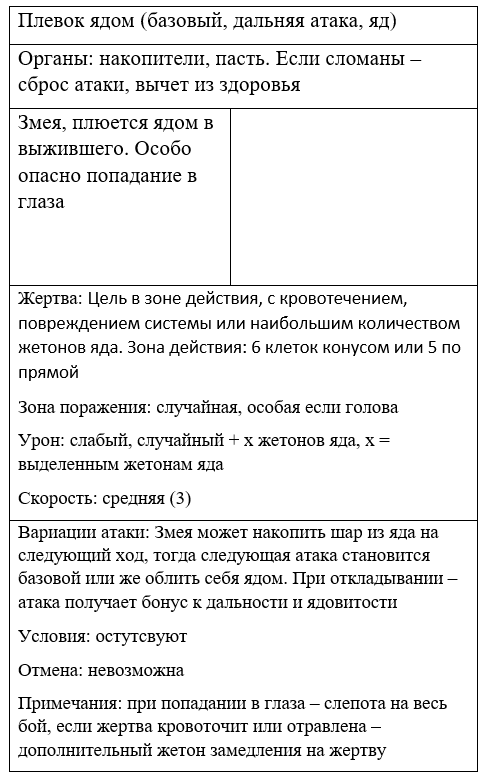 Плевок ядом (базовый, дальняя атака, яд)
Органы: накопители, пасть. Если сломаны –
сброс атаки, вычет из здоровья
Змея, плюется ядом в
выжившего. Особо
опасно попадание в
глаза
Жертва: Цель в зоне действия, с кровотечением,
повреждением системы или наибольшим количеством
жетонов яда. Зона действия: 6 клеток конусом или 5 по
прямой
Зона поражения: случайная, особая если голова
Урон: слабый, случайный + х жетонов яда, х =
выделенным жетонам яда
Скорость: средняя (3)
Вариации атаки: Змея может накопить шар из яда на
следующий ход, тогда следующая атака становится
базовой или же облить себя ядом. При откладывании –
атака получает бонус к дальности и ядовитости
Условия: остутсвуют
Отмена: невозможна
Примечания: при попадании в глаза – слепота на весь
бой, если жертва кровоточит или отравлена –
дополнительный жетон замедления на жертву